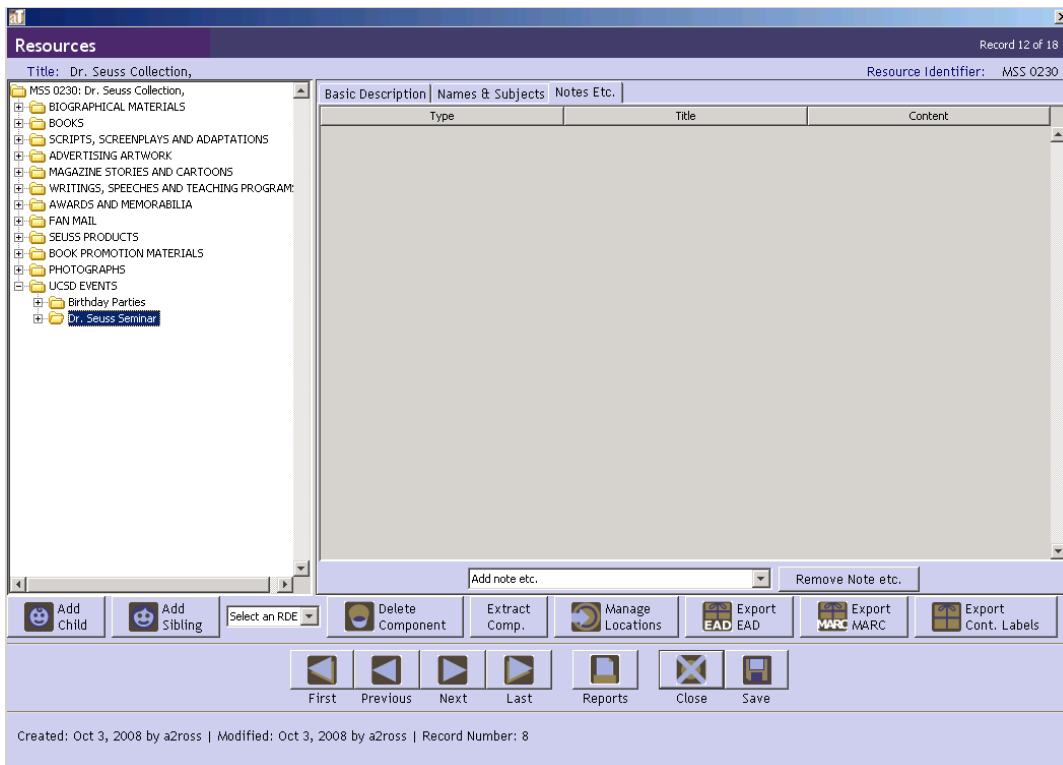 aT
Resources
Record 12 of 18
Title: Dr. Seuss Collection,
Resource Identifier: MSS 0230
MSS 0230: Dr. Seuss Collection,
BIOGRAPHICAL MATERIALS
BOOKS
SCRIPTS, SCREENPLAYS AND ADAPTATIONS
ADVERTISING ARTWORK
MAGAZINE STORIES AND CARTOONS
WRITINGS, SPEECHES AND TEACHING PROGRAM
AWARDS AND MEMORABILIA
FAN MAIL
SEUSS PRODUCTS
BOOK PROMOTION MATERIALS
PHOTOGRAPHS
UCSD EVENTS
Birthday Parties
Dr. Seuss Seminar
Basic Description
Names & Subjects
Notes Etc.
Type
Title
Content
Add note etc.
Remove Note etc.
Add
Child
Add
Sibling
Select an RDE
Delete
Component
Extract
Comp.
Manage
Locations
EAD
Export
EAD
MARC
Export
MARC
Export
Cont. Labels
First
Previous
Next
Last
Reports
Close
Save
Created: Oct 3, 2008 by a2ross | Modified: Oct 3, 2008 by a2ross | Record Number: 8